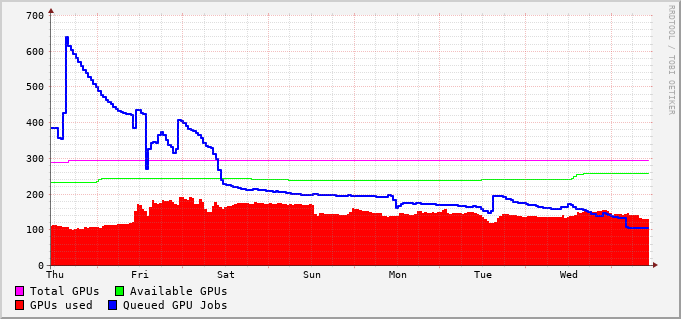 700
600
500
400
300
200
100
0
Thu Fri Sat Sun Mon Tue Wed
Total GPUs Available GPUs
GPUs used Queued GPU Jobs
RRDTOOL / TOBI OETIKER